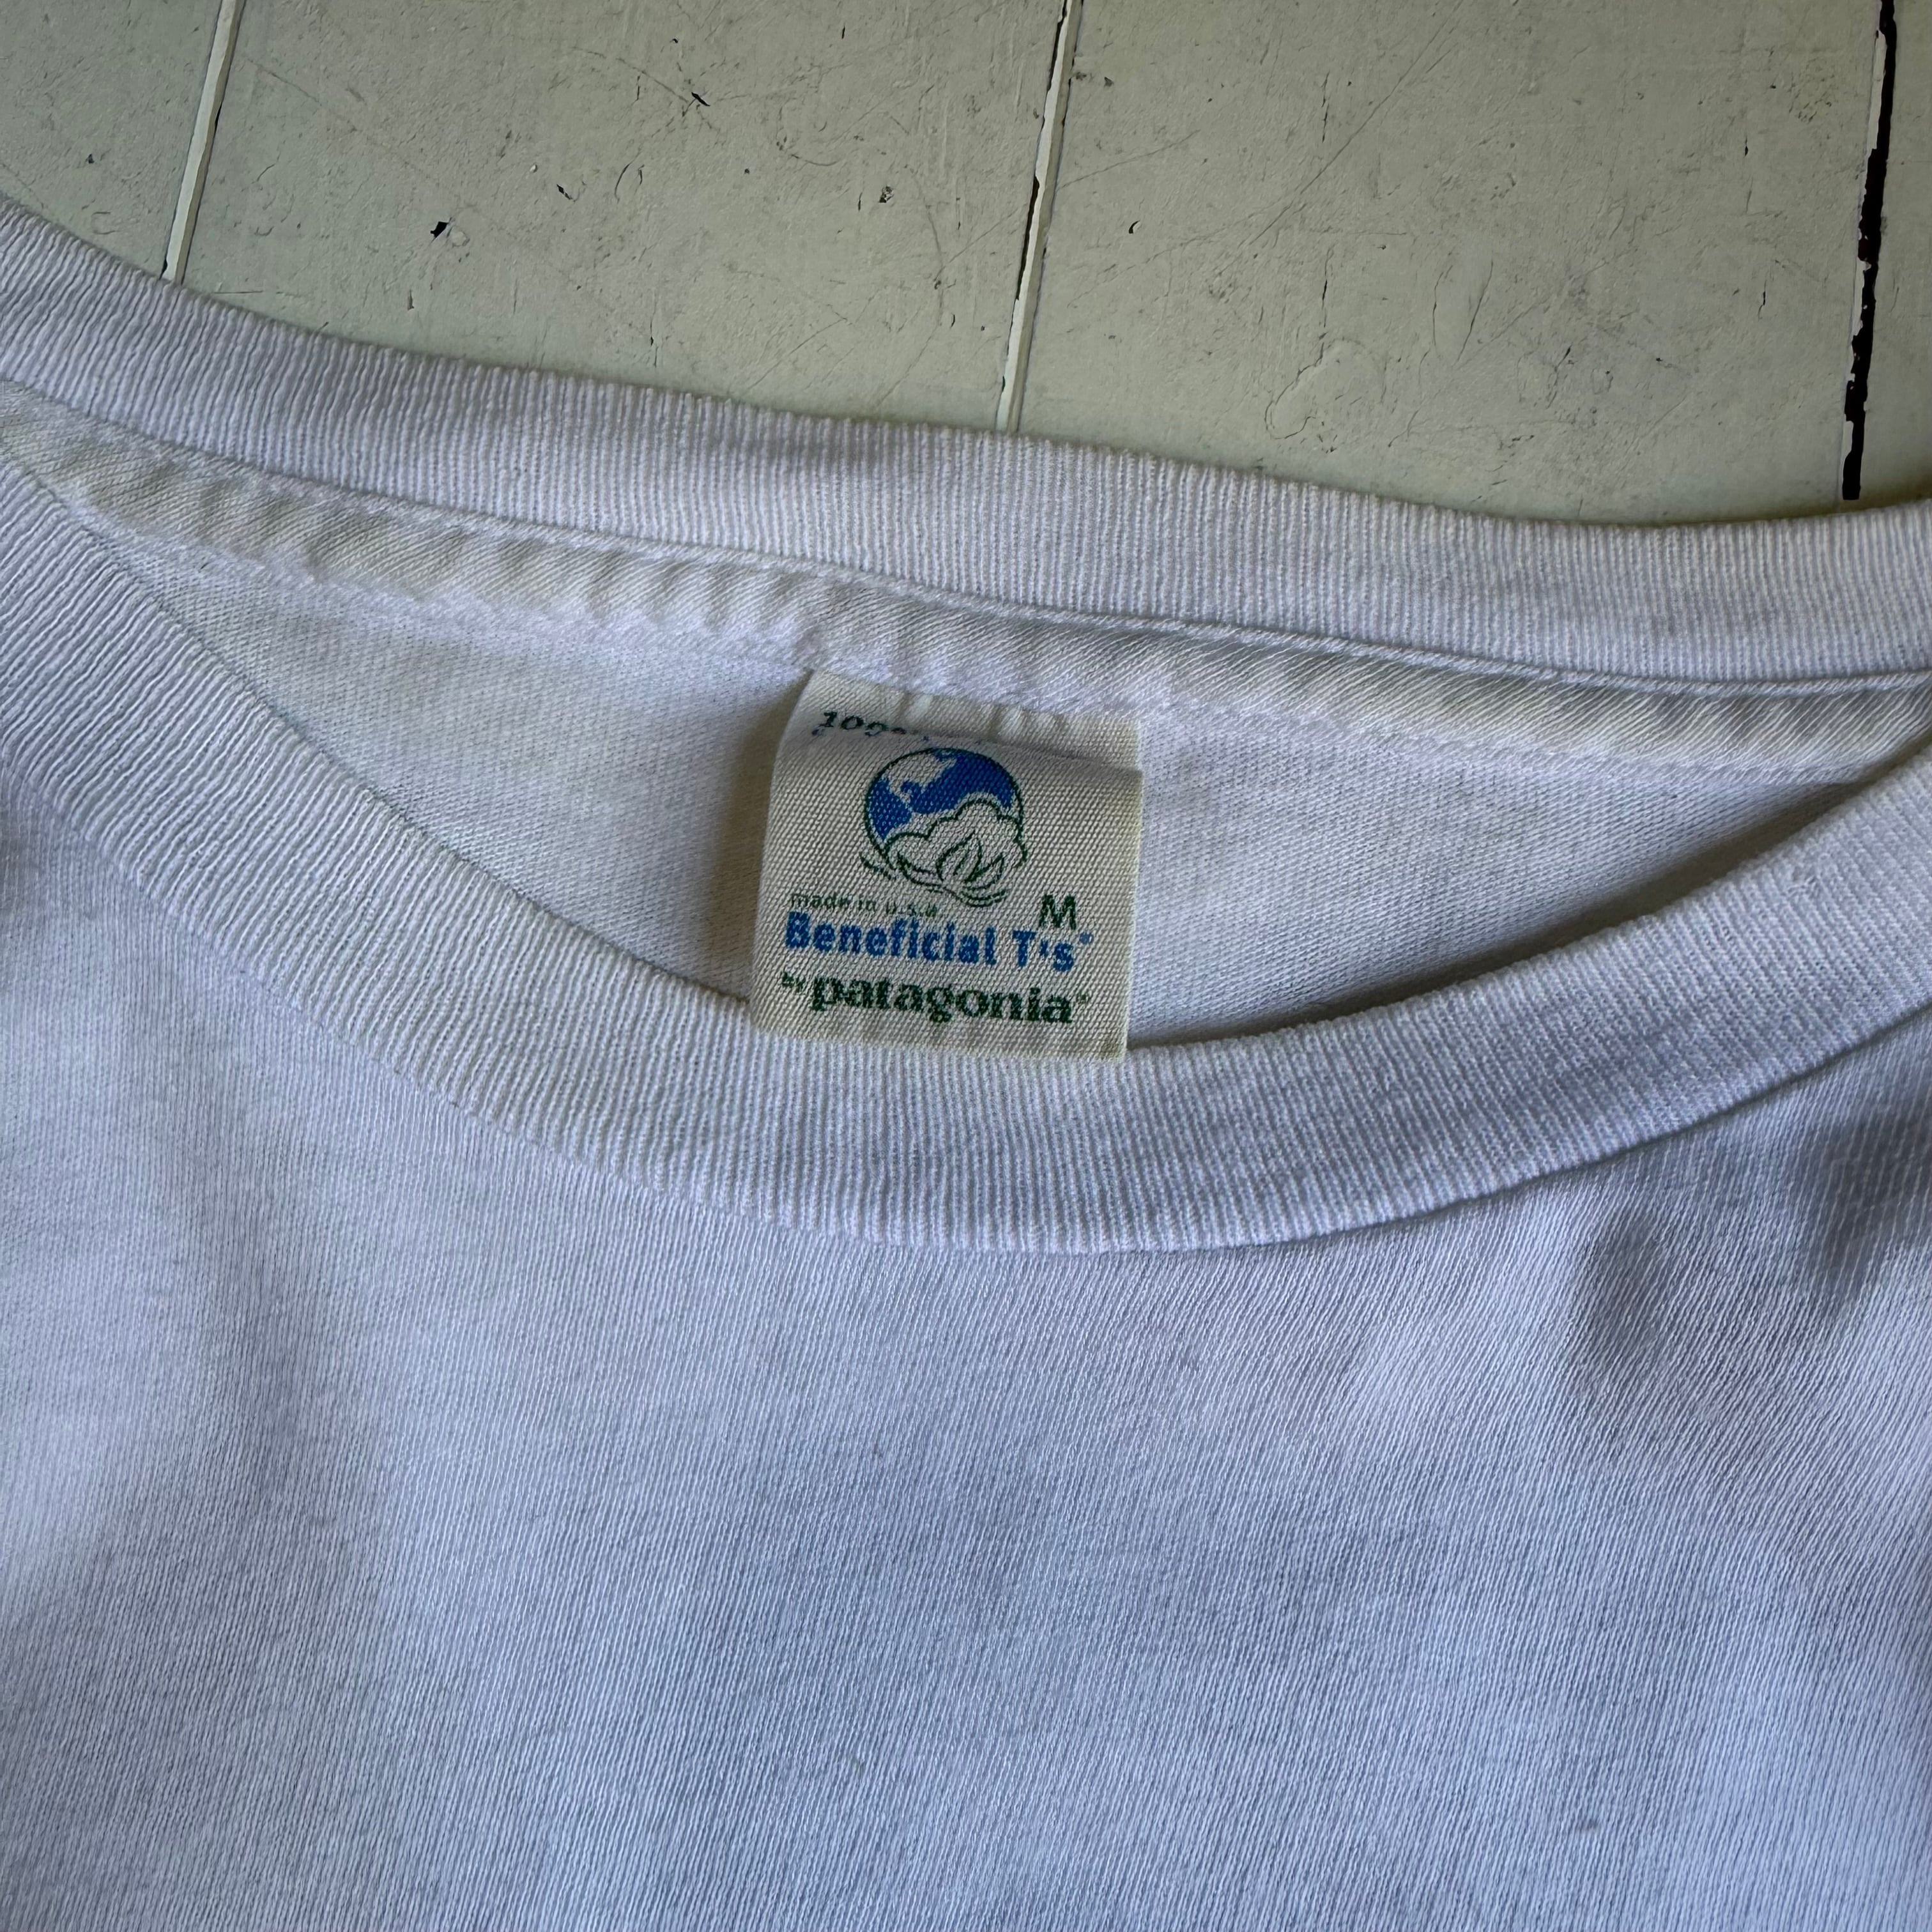 made in u.s.a.
M
Beneficial T's®
by patagonia®